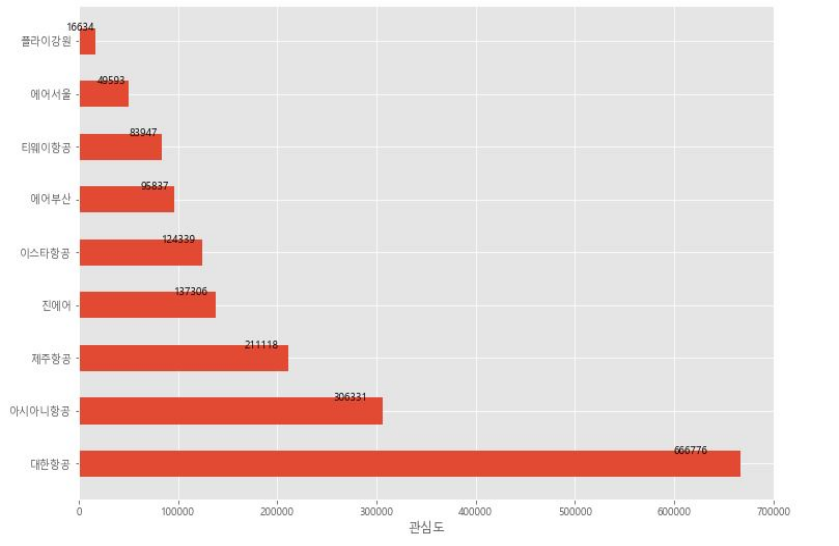 플라이강원 16634
에어서울 49593
티웨이항공 83947
에어부산 95837
이스타항공 124339
진에어 137306
제주항공 211118
아시아니항공 306331
대한항공 666776
0 100000 200000 300000 400000 500000 600000 700000
관심도